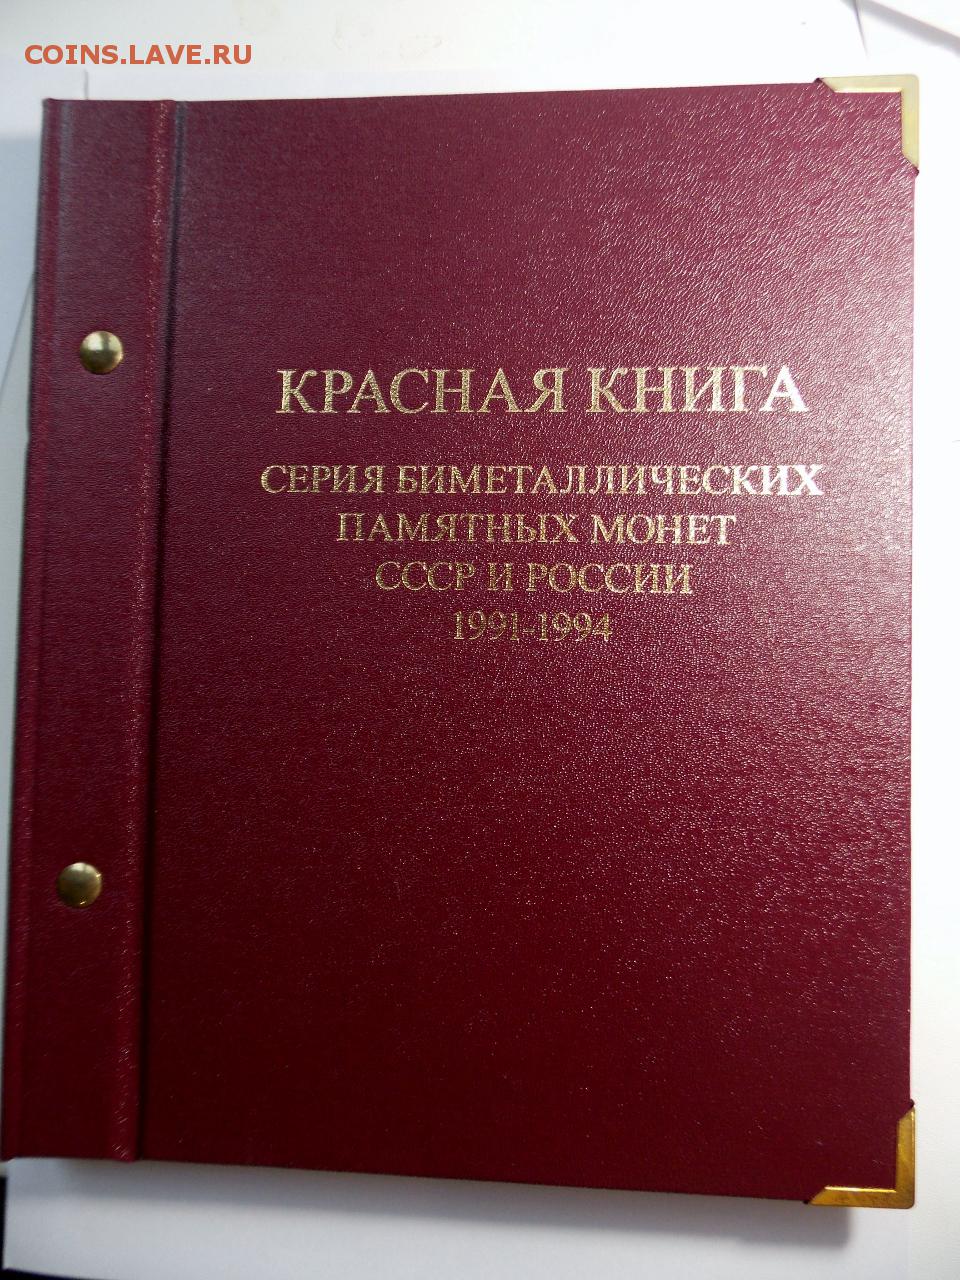 COINS.LAVE.RU
КРАСНАЯ КНИГА
СЕРИЯ БИМЕТАЛЛИЧЕСКИХ
ПАМЯТНЫХ МОНЕТ
СССР И РОССИИ
1991-1994